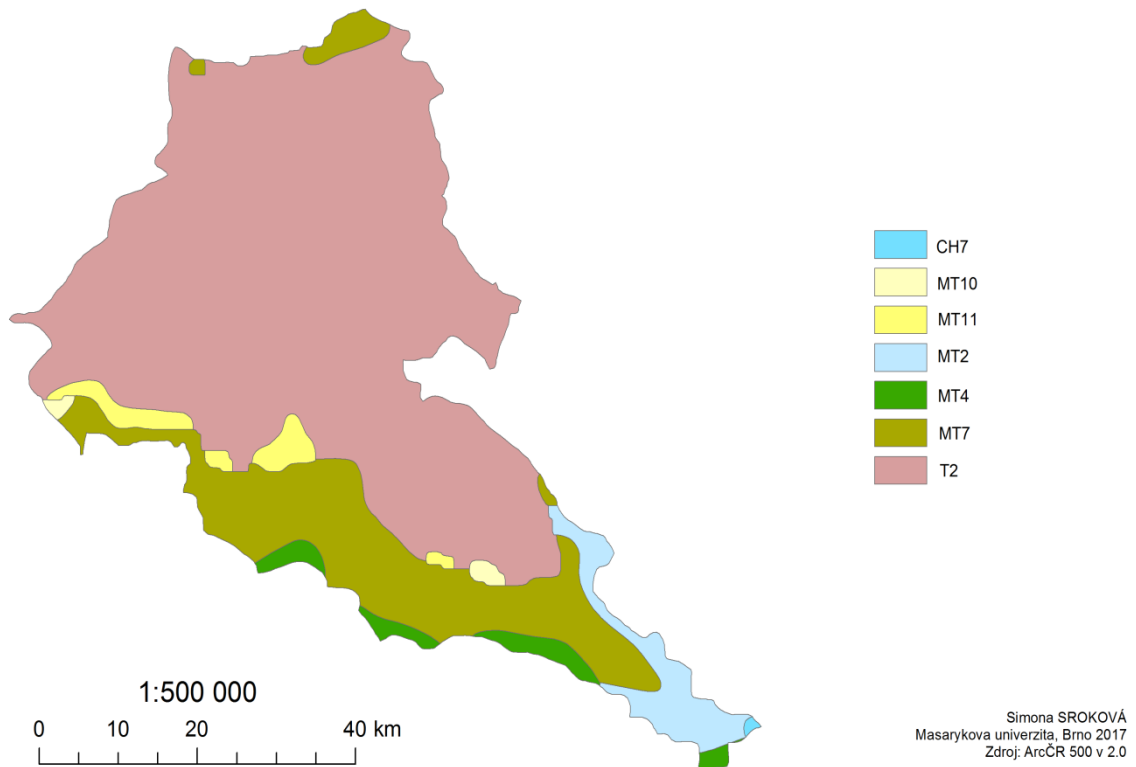 CH7
MT10
MT11
MT2
MT4
MT7
T2
1:500 000
0 10 20 40 km
Simona SROKOVÁ
Masarykova univerzita, Brno 2017
Zdroj: ArcČR 500 v 2.0